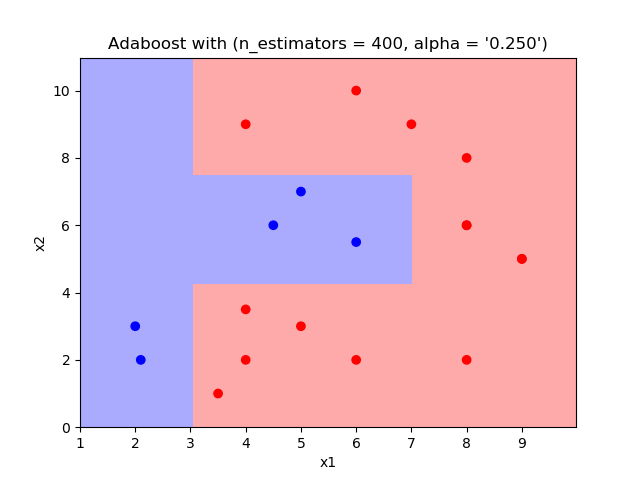 Adaboost with (n_estimators = 400, alpha = '0.250')
10
8
6
4
2
0
x2
1 2 3 4 5 6 7 8 9
x1